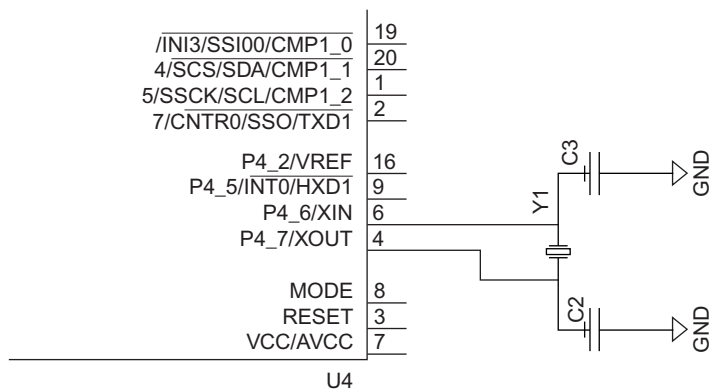 /INI3/SSI00/CMP1_0 19
4/SCS/SDA/CMP1_1 20
5/SSCK/SCL/CMP1_2 1
7/CNTR0/SSO/TXD1 2
P4_2/VREF 16
P4_5/INT0/HXD1 9
P4_6/XIN 6
P4_7/XOUT 4
MODE 8
RESET 3
VCC/AVCC 7
U4
Y1
C3
GND
C2
GND